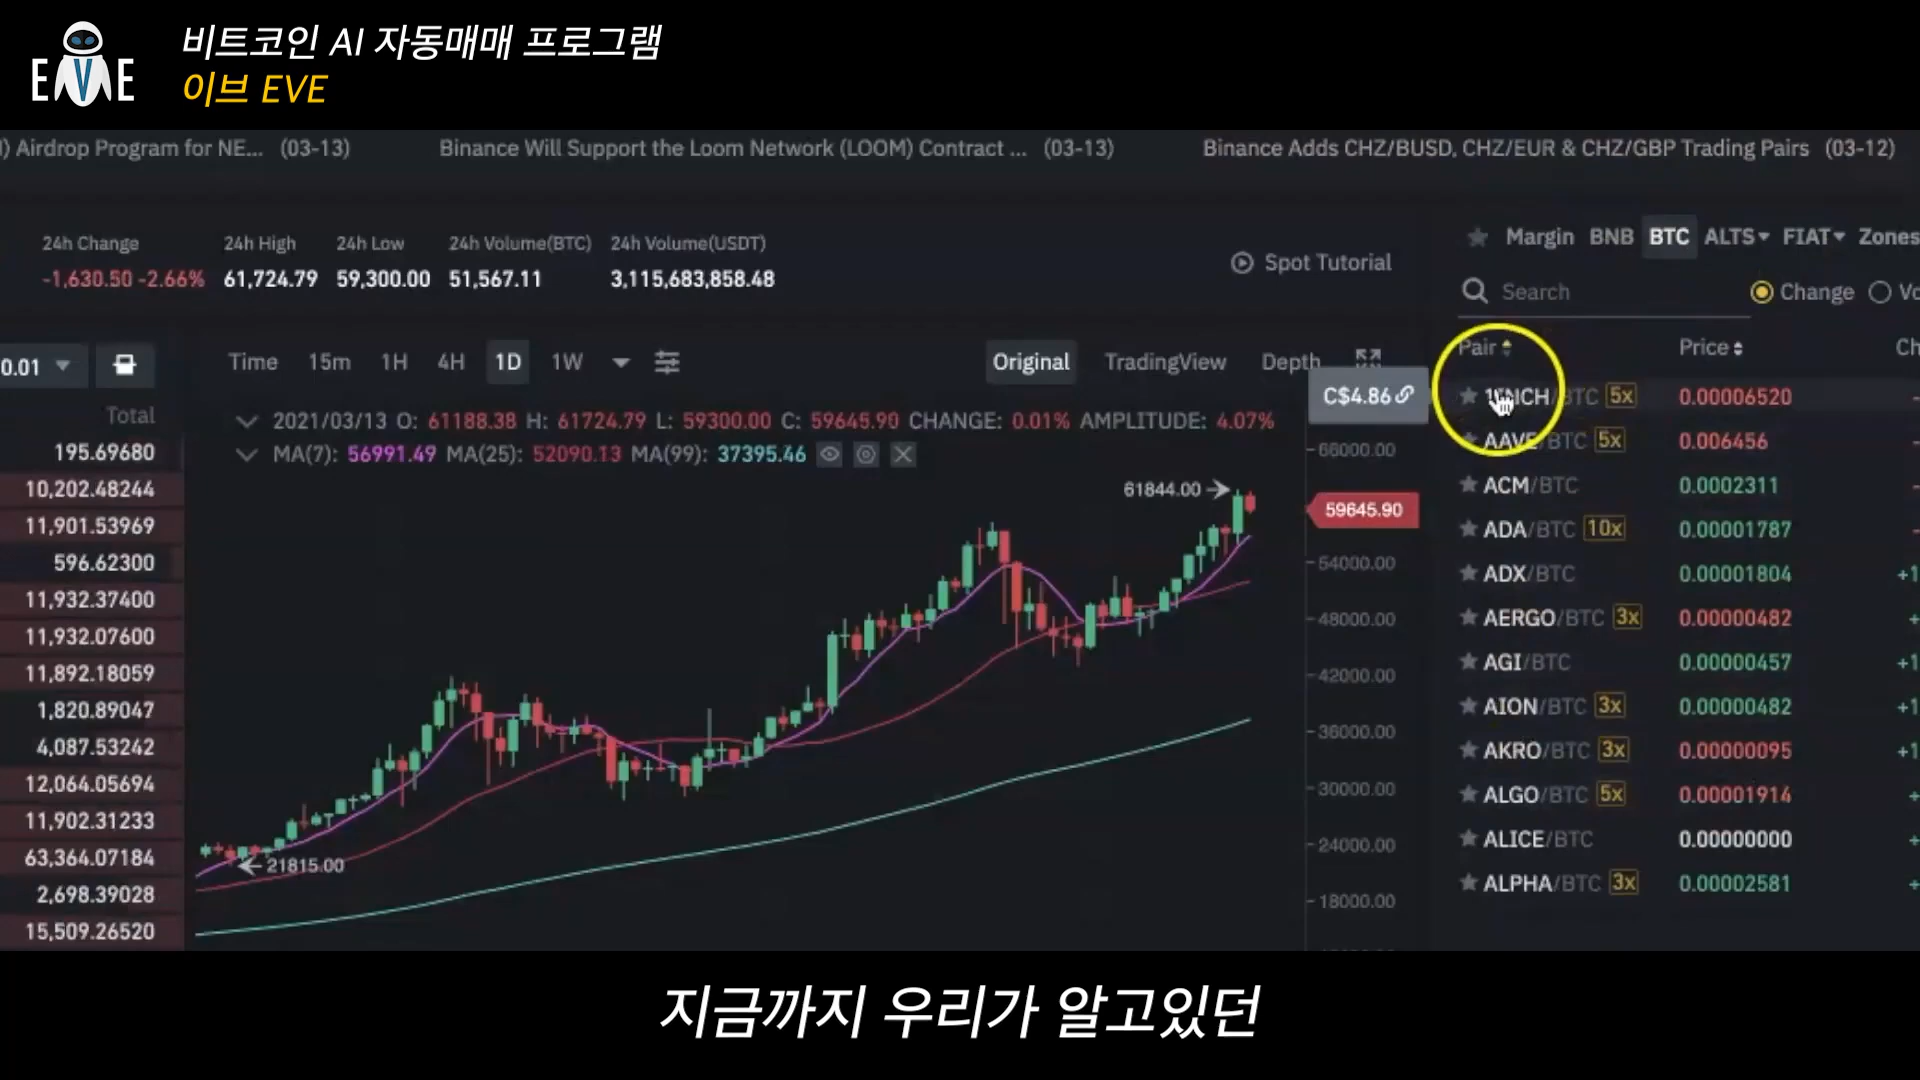 EVE
비트코인 AI 자동매매 프로그램
이브 EVE
) Airdrop Program for NE... (03-13)
Binance Will Support the Loom Network (LOOM) Contract ... (03-13)
Binance Adds CHZ/BUSD, CHZ/EUR & CHZ/GBP Trading Pairs (03-12)
24h Change
-1,630.50 -2.66%
24h High
61,724.79
24h Low
59,300.00
24h Volume(BTC)
51,567.11
24h Volume(USDT)
3,115,683,858.48
Spot Tutorial
0.01
Total
195.69680
10,202.48244
11,901.53969
596.62300
11,932.37400
11,932.07600
11,892.18059
1,820.89047
4,087.53242
12,064.05694
11,902.31233
63,364.07184
2,698.39028
15,509.26520
Time 15m 1H 4H 1D 1W
Original TradingView Depth
2021/03/13 O: 61188.38 H: 61724.79 L: 59300.00 C: 59645.90 CHANGE: 0.01% AMPLITUDE: 4.07%
MA(7): 56991.49 MA(25): 52090.13 MA(99): 37395.46
61844.00
21815.00
C$4.86
66000.00
59645.90
54000.00
48000.00
42000.00
36000.00
30000.00
24000.00
18000.00
Margin BNB BTC ALTS FIAT Zones
Search
Change Vo
Pair Price Ch
1INCH/BTC 5x 0.00006520 -
AAVE/BTC 5x 0.006456 -
ACM/BTC 0.0002311 -
ADA/BTC 10x 0.00001787 -
ADX/BTC 0.00001804 +1
AERGO/BTC 3x 0.00000482 +
AGI/BTC 0.00000457 +1
AION/BTC 3x 0.00000482 +1
AKRO/BTC 3x 0.00000095 +1
ALGO/BTC 5x 0.00001914 +
ALICE/BTC 0.00000000 +
ALPHA/BTC 3x 0.00002581 +
지금까지 우리가 알고있던